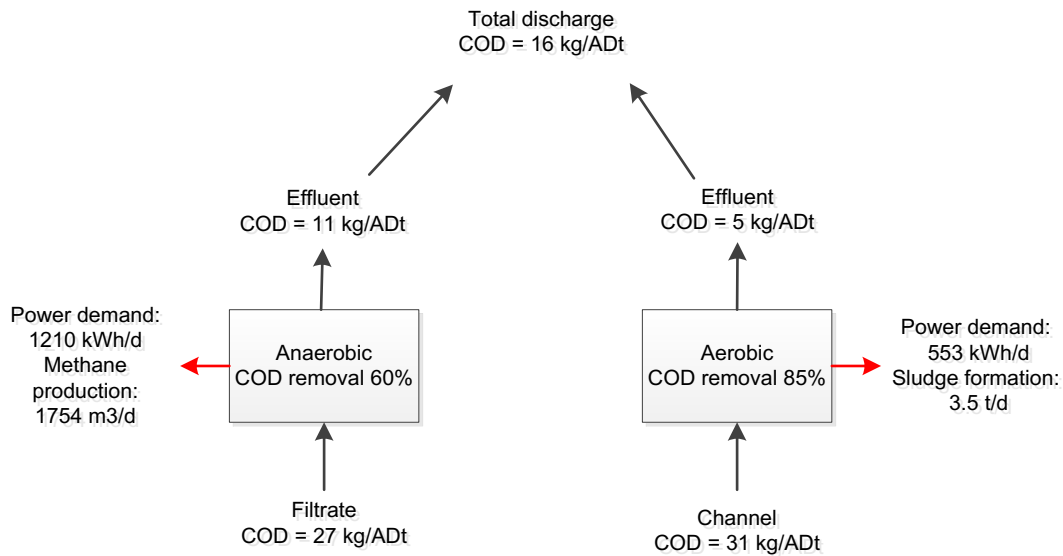 Total discharge
COD = 16 kg/ADt
Effluent
COD = 11 kg/ADt
Effluent
COD = 5 kg/ADt
Power demand:
1210 kWh/d
Methane
production:
1754 m3/d
Anaerobic
COD removal 60%
Aerobic
COD removal 85%
Power demand:
553 kWh/d
Sludge formation:
3.5 t/d
Filtrate
COD = 27 kg/ADt
Channel
COD = 31 kg/ADt